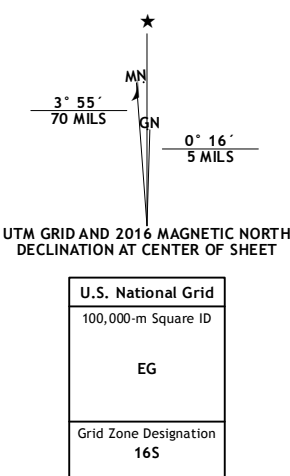 MN
GN
3° 55´
70 MILS
0° 16´
5 MILS
UTM GRID AND 2016 MAGNETIC NORTH
DECLINATION AT CENTER OF SHEET
U.S. National Grid
100,000-m Square ID
EG
Grid Zone Designation
16S